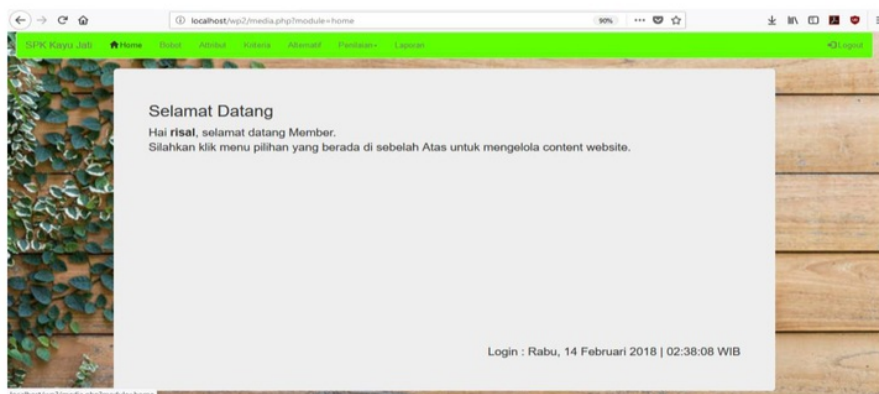 localhost/wp2/media.php?module=home
90%
SPK Kayu Jati Home Bobot Attribut Kriteria Alternatif Penilaian Laporan Logout
Selamat Datang
Hai risal, selamat datang Member.
Silahkan klik menu pilihan yang berada di sebelah Atas untuk mengelola content website.
Login : Rabu, 14 Februari 2018 | 02:38:08 WIB